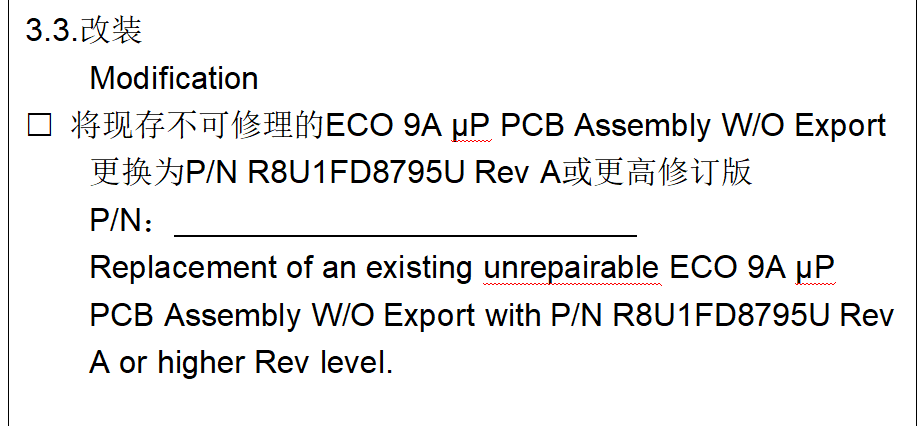 3.3.改装
Modification
□ 将现存不可修理的ECO 9A μP PCB Assembly W/O Export
更换为P/N R8U1FD8795U Rev A或更高修订版
P/N：____________________________
Replacement of an existing unrepairable ECO 9A μP
PCB Assembly W/O Export with P/N R8U1FD8795U Rev
A or higher Rev level.